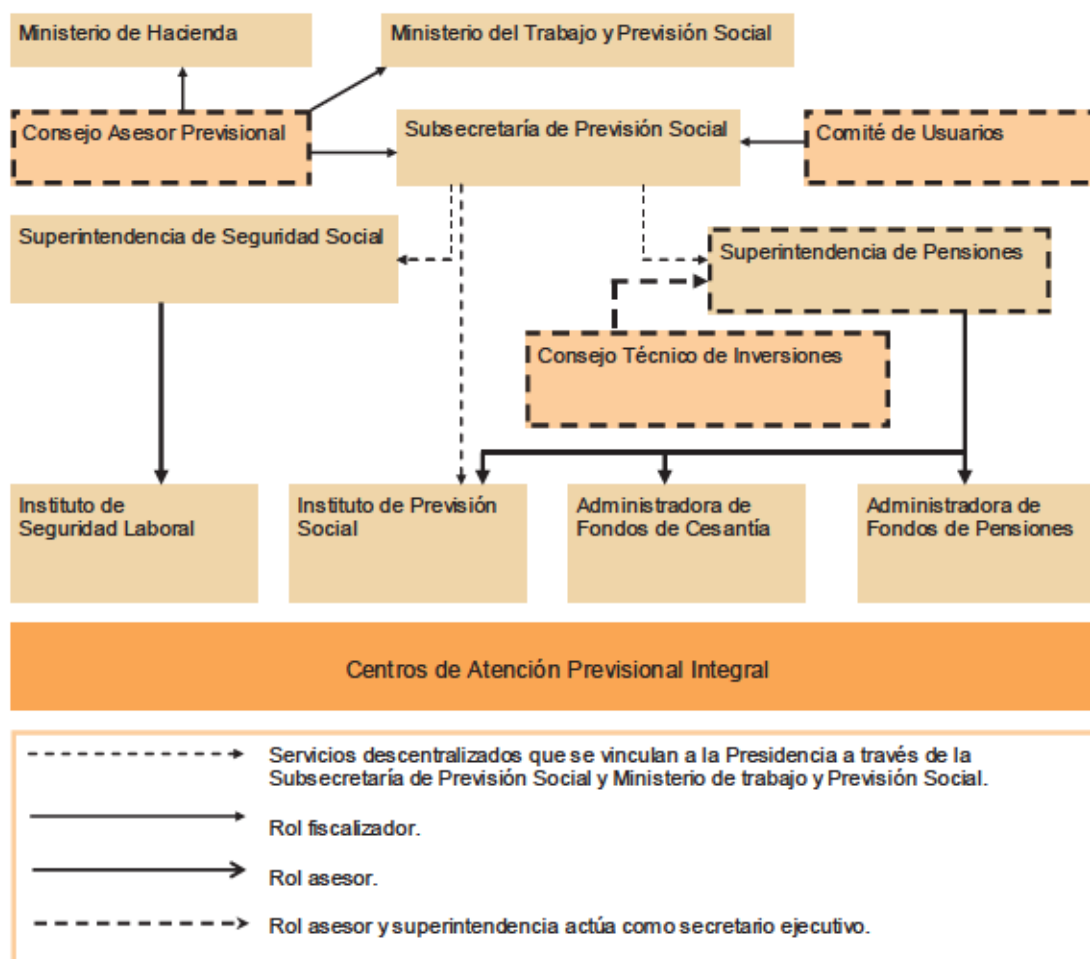 Ministerio de Hacienda
Ministerio del Trabajo y Previsión Social
Consejo Asesor Previsional
Subsecretaría de Previsión Social
Comité de Usuarios
Superintendencia de Seguridad Social
Superintendencia de Pensiones
Consejo Técnico de Inversiones
Instituto de
Seguridad Laboral
Instituto de Previsión
Social
Administradora de
Fondos de Cesantía
Administradora de
Fondos de Pensiones
Centros de Atención Previsional Integral
Servicios descentralizados que se vinculan a la Presidencia a través de la
Subsecretaría de Previsión Social y Ministerio de trabajo y Previsión Social.
Rol fiscalizador.
Rol asesor.
Rol asesor y superintendencia actúa como secretario ejecutivo.